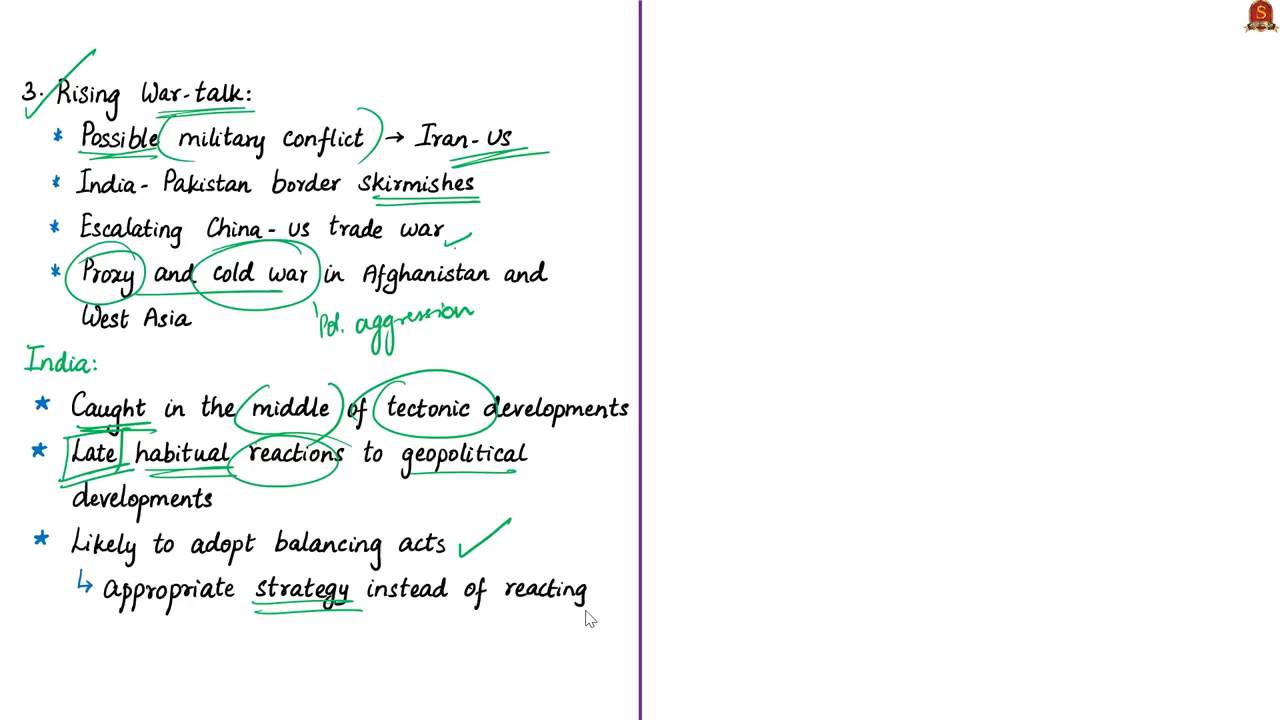 3. Rising War-talk:
* Possible military conflict → Iran-US
* India-Pakistan border skirmishes
* Escalating China-US trade war
* Proxy and cold war in Afghanistan and
West Asia
Pol. aggression
India:
* Caught in the middle of tectonic developments
* Late habitual reactions to geopolitical
developments
* Likely to adopt balancing acts
↳ Appropriate strategy instead of reacting
S